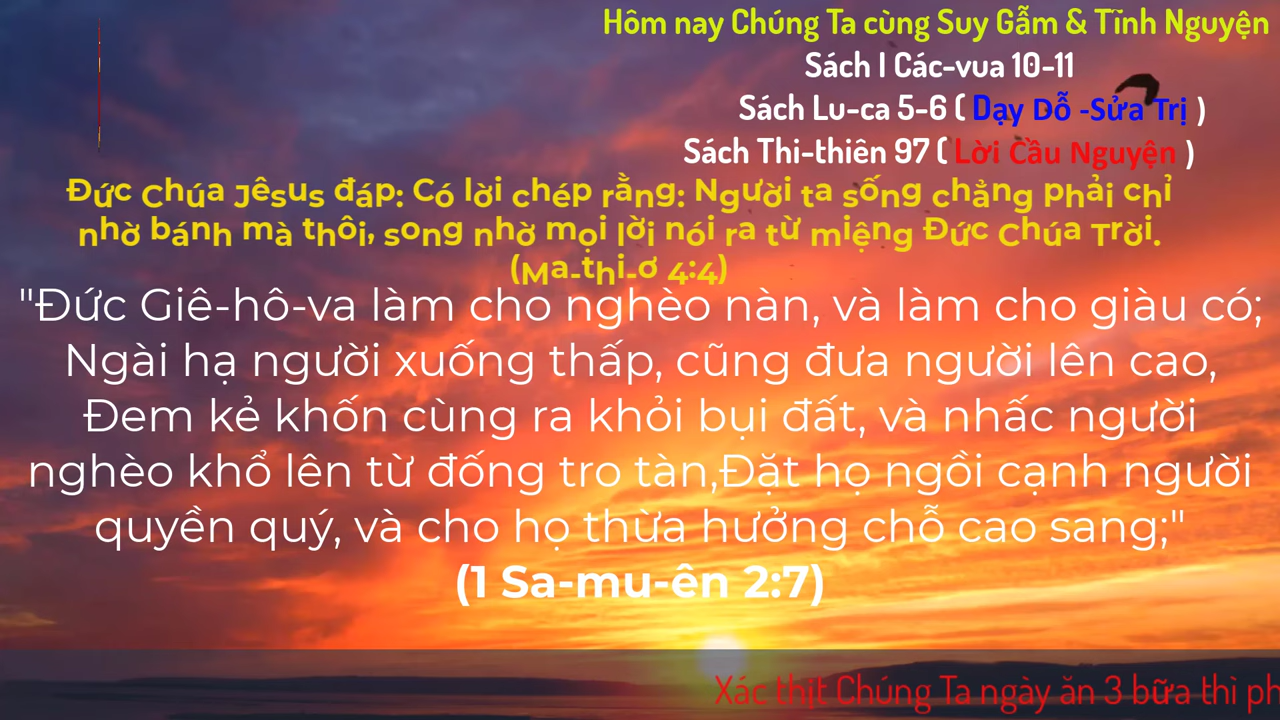 Hôm nay Chúng Ta cùng Suy Gẫm & Tĩnh Nguyện
Sách I Các-vua 10-11
Sách Lu-ca 5-6 ( Dạy Dỗ -Sửa Trị )
Sách Thi-thiên 97 ( Lời Cầu Nguyện )
Đức Chúa Jêsus đáp: Có lời chép rằng: Người ta sống chẳng phải chỉ
nhờ bánh mà thôi, song nhờ mọi lời nói ra từ miệng Đức Chúa Trời.
(Ma-thi-ơ 4:4)
"Đức Giê-hô-va làm cho nghèo nàn, và làm cho giàu có;
Ngài hạ người xuống thấp, cũng đưa người lên cao,
Đem kẻ khốn cùng ra khỏi bụi đất, và nhấc người
nghèo khổ lên từ đống tro tàn,Đặt họ ngồi cạnh người
quyền quý, và cho họ thừa hưởng chỗ cao sang;"
(1 Sa-mu-ên 2:7)
Xác thịt Chúng Ta ngày ăn 3 bữa thì ph